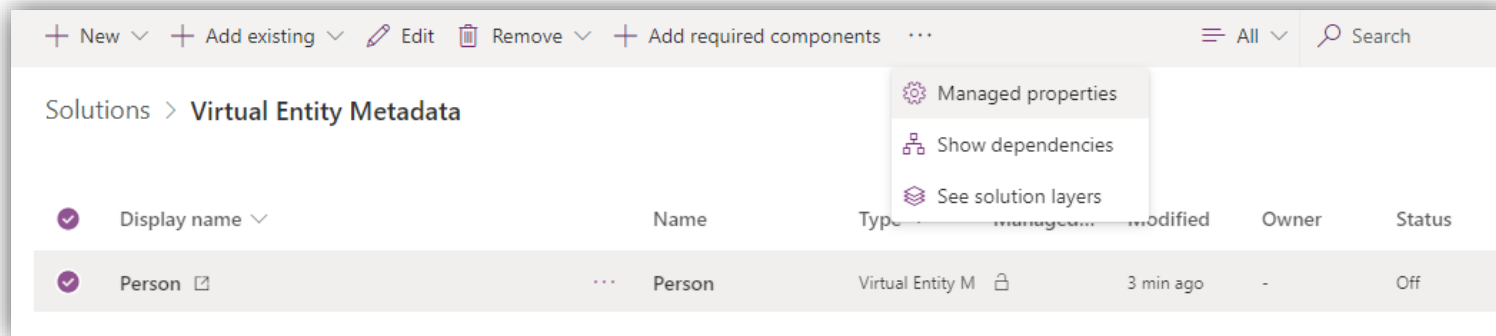 New Add existing Edit Remove Add required components ... All Search
Managed properties
Solutions > Virtual Entity Metadata
Show dependencies
See solution layers
Display name Name Type Managed... Modified Owner Status
Person ... Person Virtual Entity M 3 min ago - Off